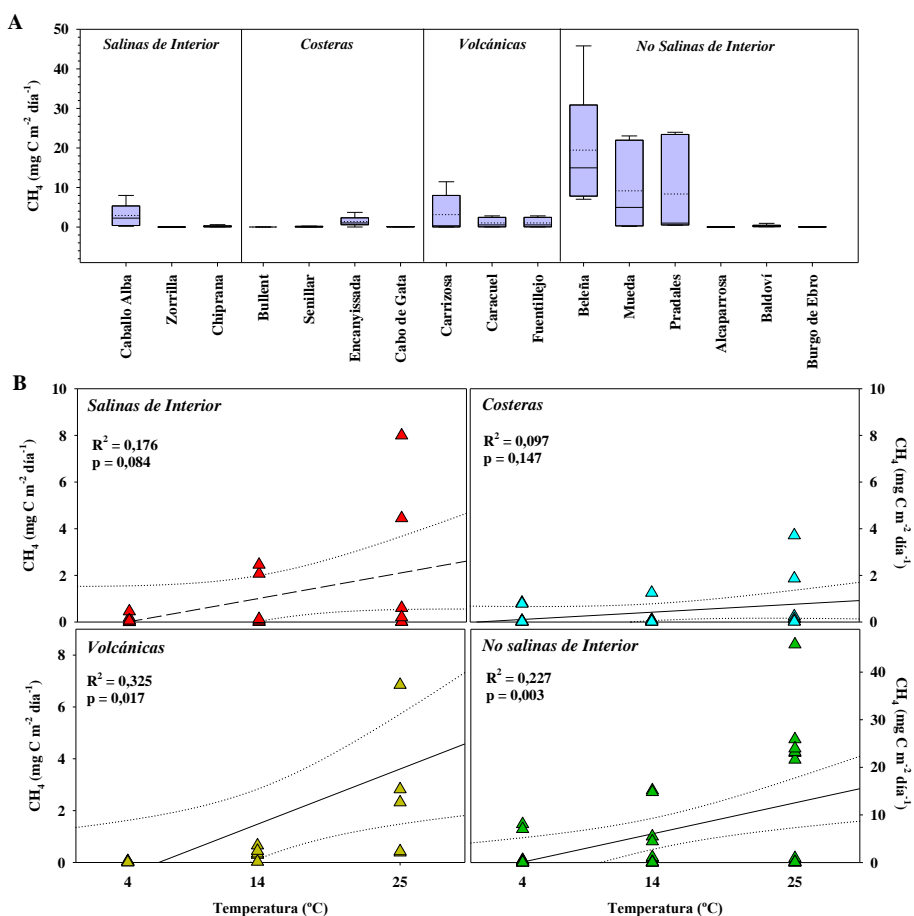 A
Salinas de Interior
Costeras
Volcánicas
No Salinas de Interior
CH4 (mg C m-2 día-1)
50
40
30
20
10
0
Caballo Alba
Zorrilla
Chiprana
Bullent
Senillar
Encanyissada
Cabo de Gata
Carrizosa
Caracuel
Fuentillejo
Beleña
Mueda
Pradales
Alcaparrosa
Baldoví
Burgo de Ebro
B
Salinas de Interior
R2 = 0,176
p = 0,084
CH4 (mg C m-2 día-1)
10
8
6
4
2
0
Costeras
R2 = 0,097
p = 0,147
10
8
6
4
2
0
CH4 (mg C m-2 día-1)
Volcánicas
R2 = 0,325
p = 0,017
CH4 (mg C m-2 día-1)
8
6
4
2
0
4
14
25
Temperatura (ºC)
No salinas de Interior
R2 = 0,227
p = 0,003
40
30
20
10
0
CH4 (mg C m-2 día-1)
4
14
25
Temperatura (ºC)